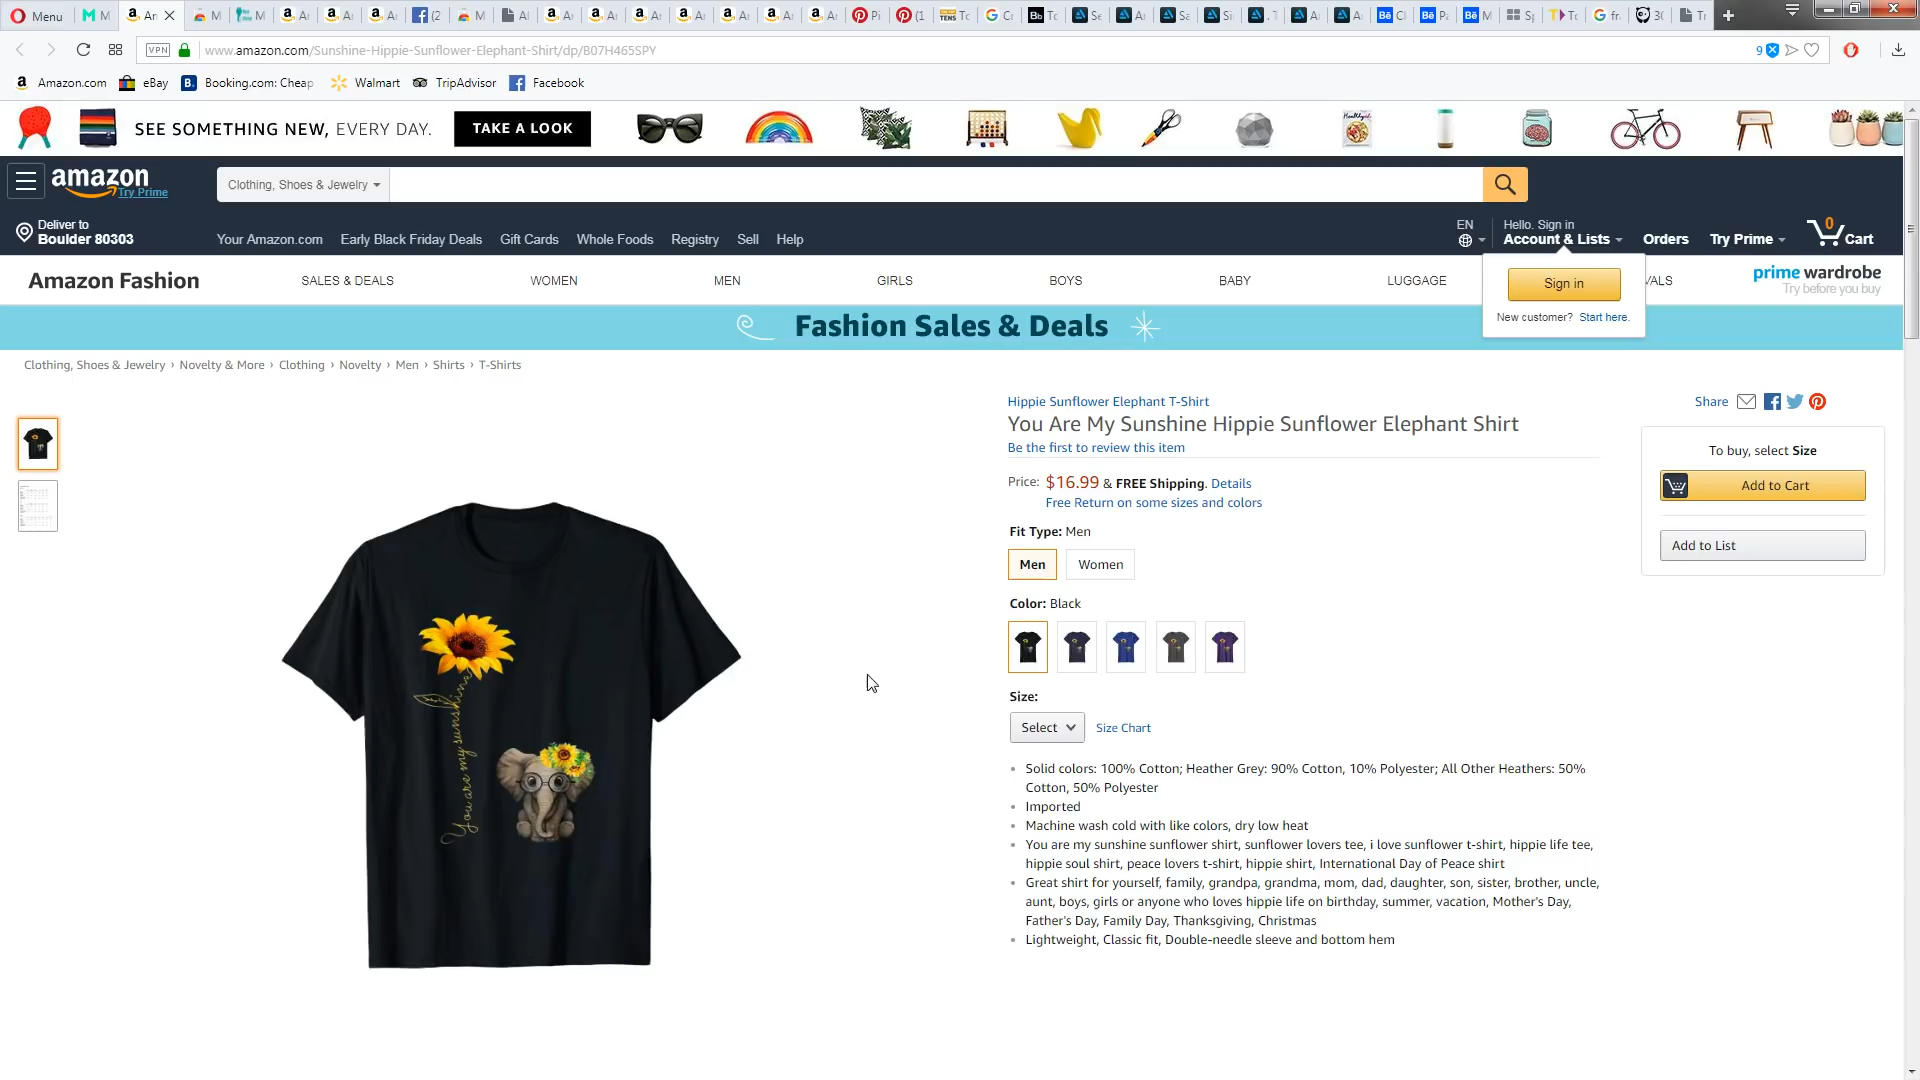 Menu
www.amazon.com/Sunshine-Hippie-Sunflower-Elephant-Shirt/dp/B07H465SPY
VPN
9
Amazon.com eBay Booking.com: Cheap Walmart TripAdvisor Facebook
SEE SOMETHING NEW, EVERY DAY. TAKE A LOOK
amazon
Try Prime
Clothing, Shoes & Jewelry
Deliver to
Boulder 80303
Your Amazon.com Early Black Friday Deals Gift Cards Whole Foods Registry Sell Help
EN
Hello. Sign in
Account & Lists Orders Try Prime 0 Cart
Amazon Fashion SALES & DEALS WOMEN MEN GIRLS BOYS BABY LUGGAGE VALS
prime wardrobe
Try before you buy
Sign in
New customer? Start here.
Fashion Sales & Deals
Clothing, Shoes & Jewelry › Novelty & More › Clothing › Novelty › Men › Shirts › T-Shirts
You are my sunshine
Hippie Sunflower Elephant T-Shirt
You Are My Sunshine Hippie Sunflower Elephant Shirt
Be the first to review this item
Price: $16.99 & FREE Shipping. Details
Free Return on some sizes and colors
Fit Type: Men
Men Women
Color: Black
Size:
Select Size Chart
Solid colors: 100% Cotton; Heather Grey: 90% Cotton, 10% Polyester; All Other Heathers: 50%
Cotton, 50% Polyester
Imported
Machine wash cold with like colors, dry low heat
You are my sunshine sunflower shirt, sunflower lovers tee, i love sunflower t-shirt, hippie life tee,
hippie soul shirt, peace lovers t-shirt, hippie shirt, International Day of Peace shirt
Great shirt for yourself, family, grandpa, grandma, mom, dad, daughter, son, sister, brother, uncle,
aunt, boys, girls or anyone who loves hippie life on birthday, summer, vacation, Mother's Day,
Father's Day, Family Day, Thanksgiving, Christmas
Lightweight, Classic fit, Double-needle sleeve and bottom hem
Share
To buy, select Size
Add to Cart
Add to List